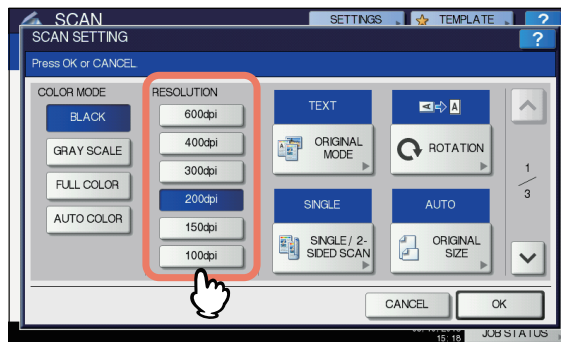 SCAN
SETTINGS
TEMPLATE
?
SCAN SETTING
?
Press OK or CANCEL.
COLOR MODE
BLACK
GRAY SCALE
FULL COLOR
AUTO COLOR
RESOLUTION
600dpi
400dpi
300dpi
200dpi
150dpi
100dpi
TEXT
ORIGINAL
MODE
A
ROTATION
SINGLE
SINGLE / 2-
SIDED SCAN
AUTO
ORIGINAL
SIZE
1
3
CANCEL
OK
15: 18
JOB STATUS